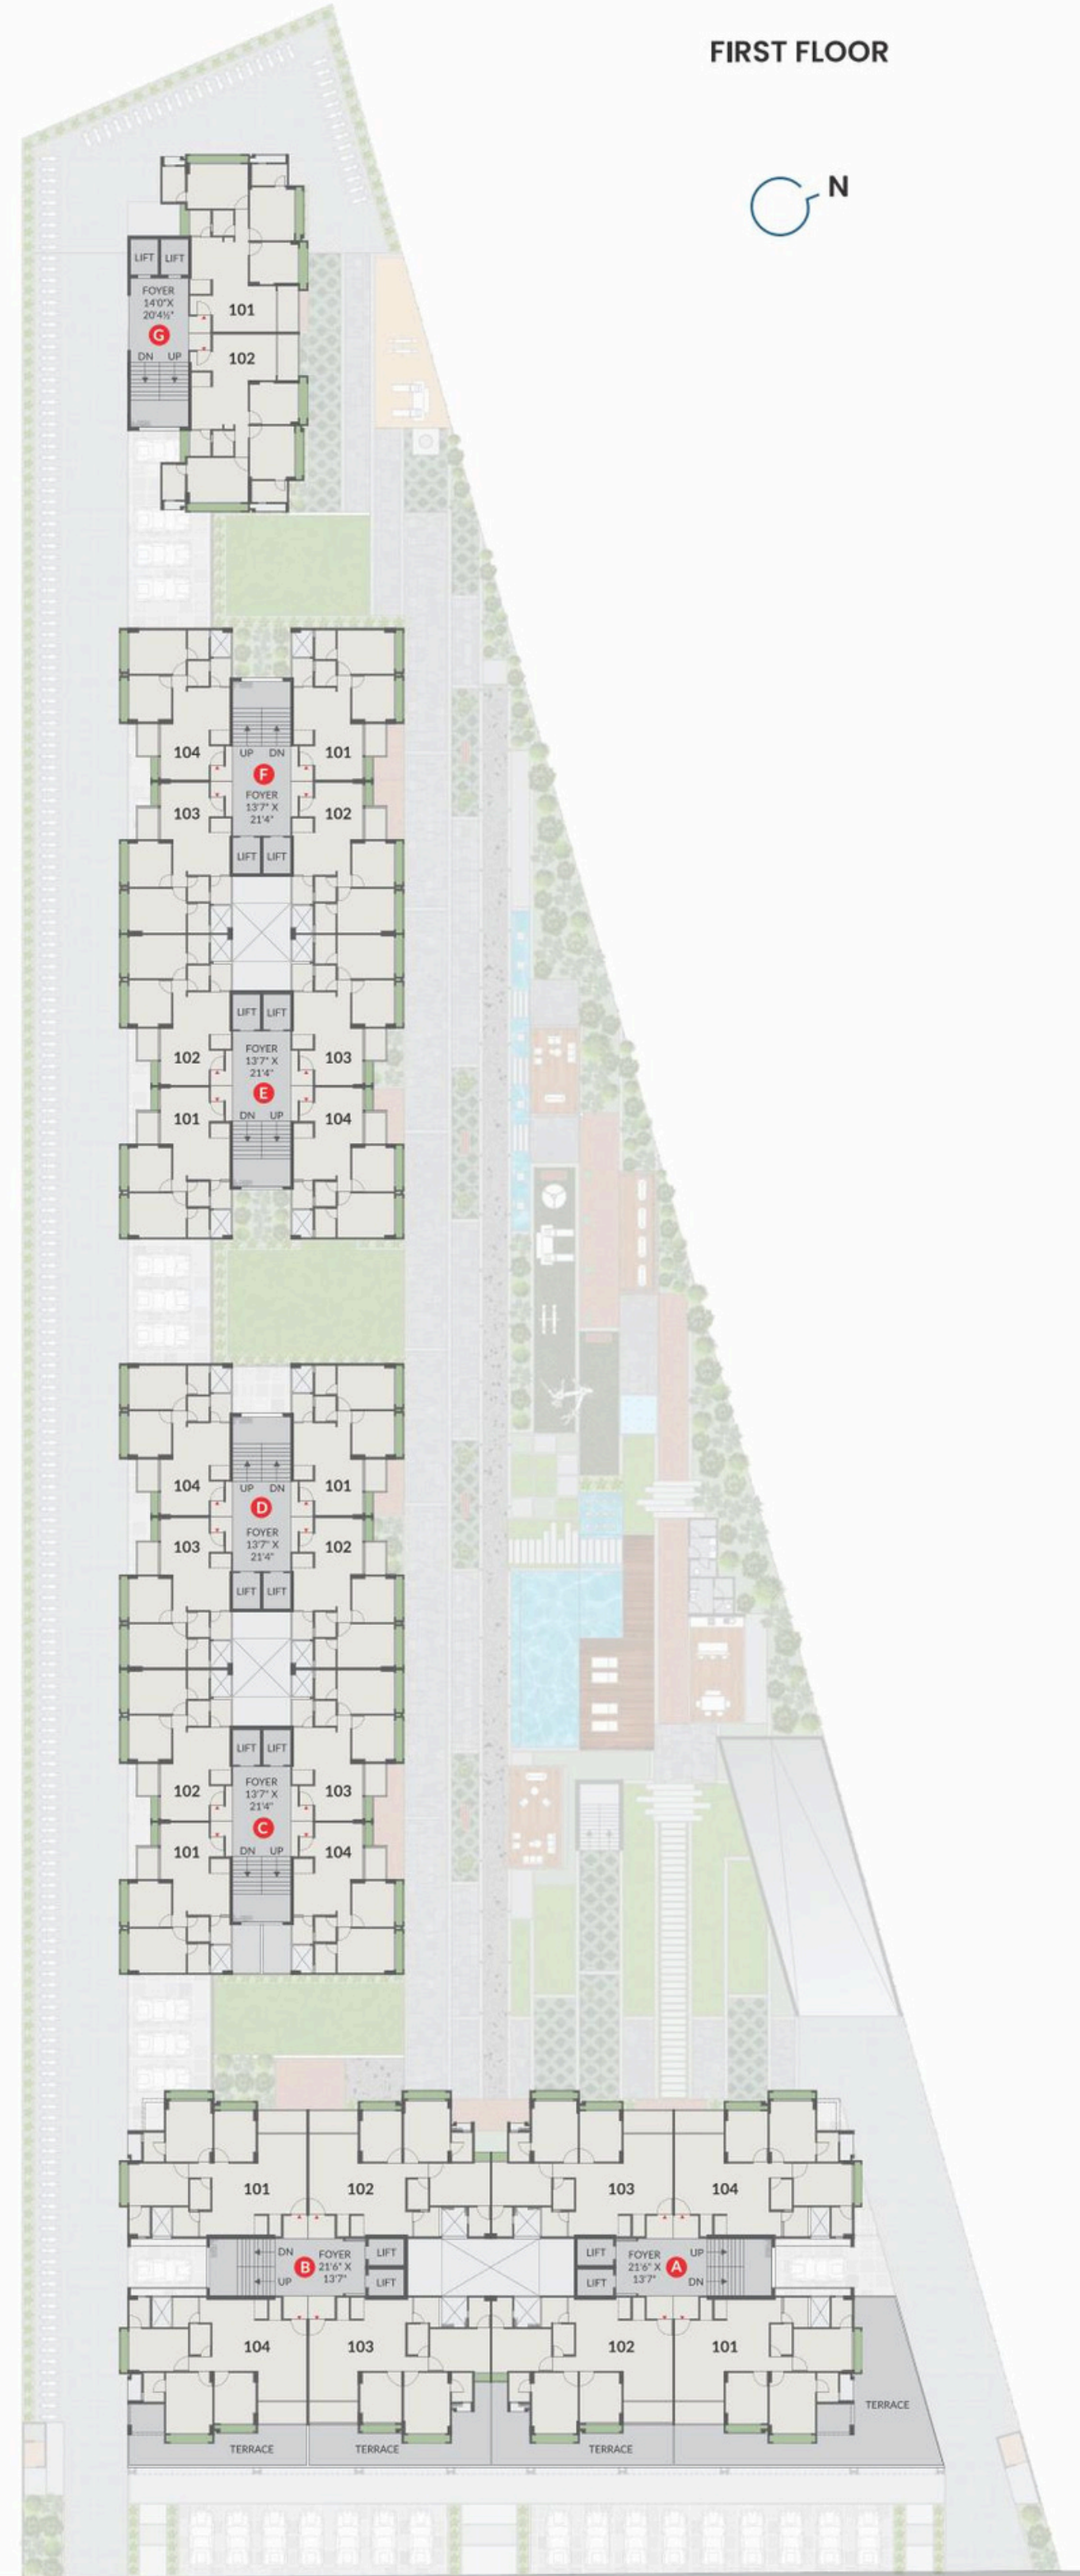 FIRST FLOOR
N
LIFT LIFT
FOYER
14'0"X
20'4½"
G
DN UP
101
102
104
101
UP DN
F
FOYER
13'7" X
21'4"
103
102
LIFT LIFT
LIFT LIFT
FOYER
13'7" X
21'4"
E
102
103
DN UP
101
104
104
101
UP DN
D
FOYER
13'7" X
21'4"
103
102
LIFT LIFT
LIFT LIFT
FOYER
13'7" X
21'4"
C
102
103
DN UP
101
104
101 102 103 104
DN
UP
B
FOYER
21'6" X
13'7"
LIFT
LIFT
LIFT
LIFT
FOYER
21'6" X
13'7"
A
UP
DN
104 103 102 101
TERRACE
TERRACE TERRACE TERRACE